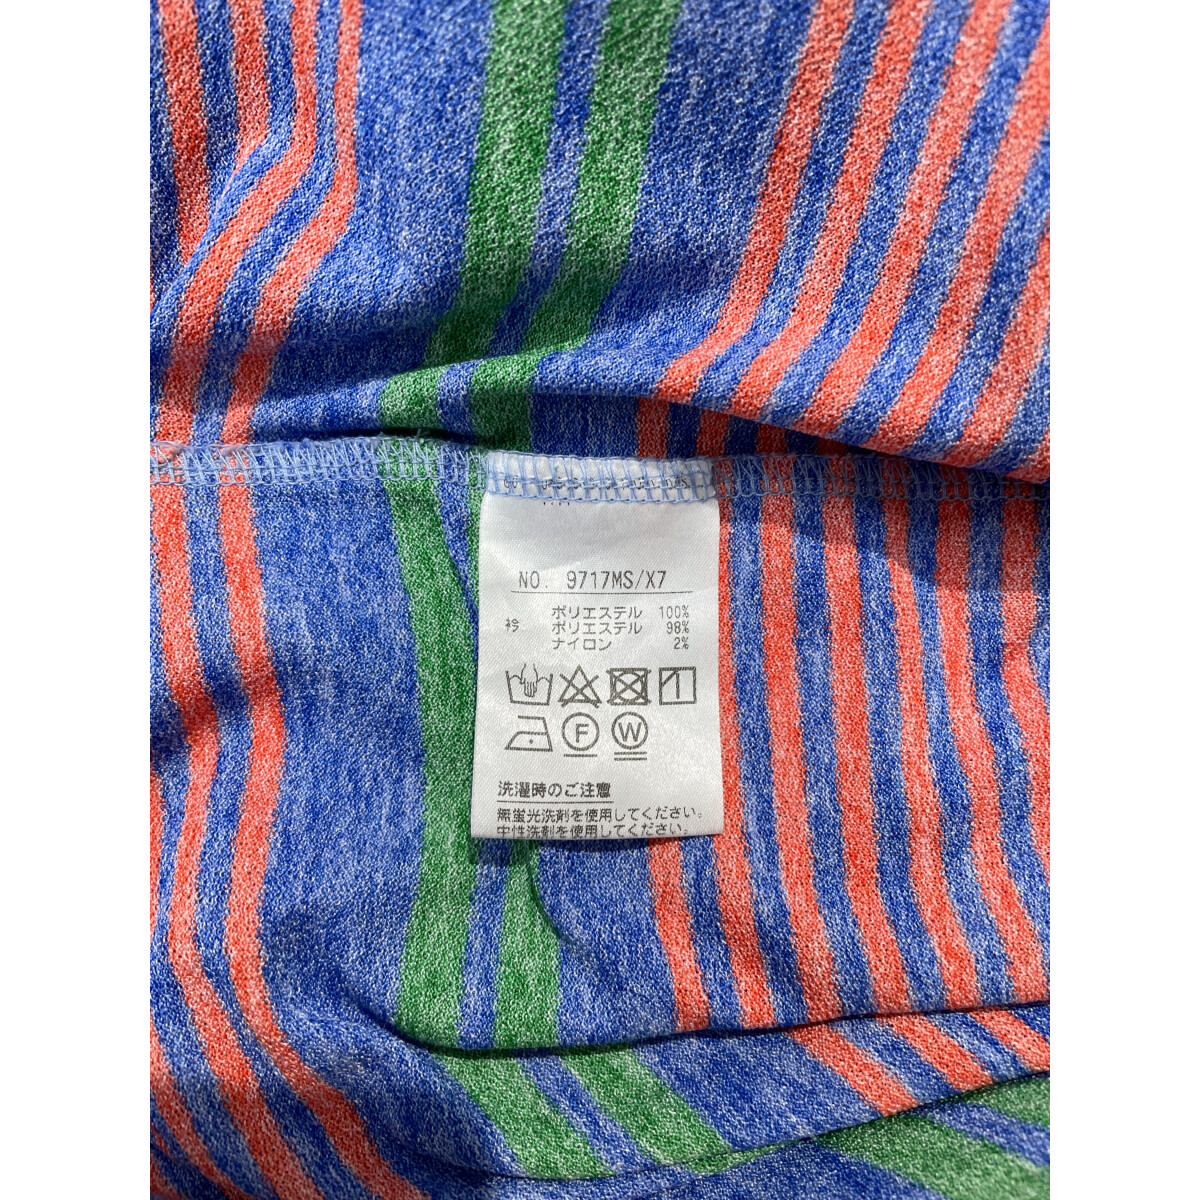 NO. 9717MS/X7
ポリエステル 100%
衿 ポリエステル 98%
ナイロン 2%
F W
洗濯時のご注意
無蛍光洗剤を使用してください。
中性洗剤を使用してください。